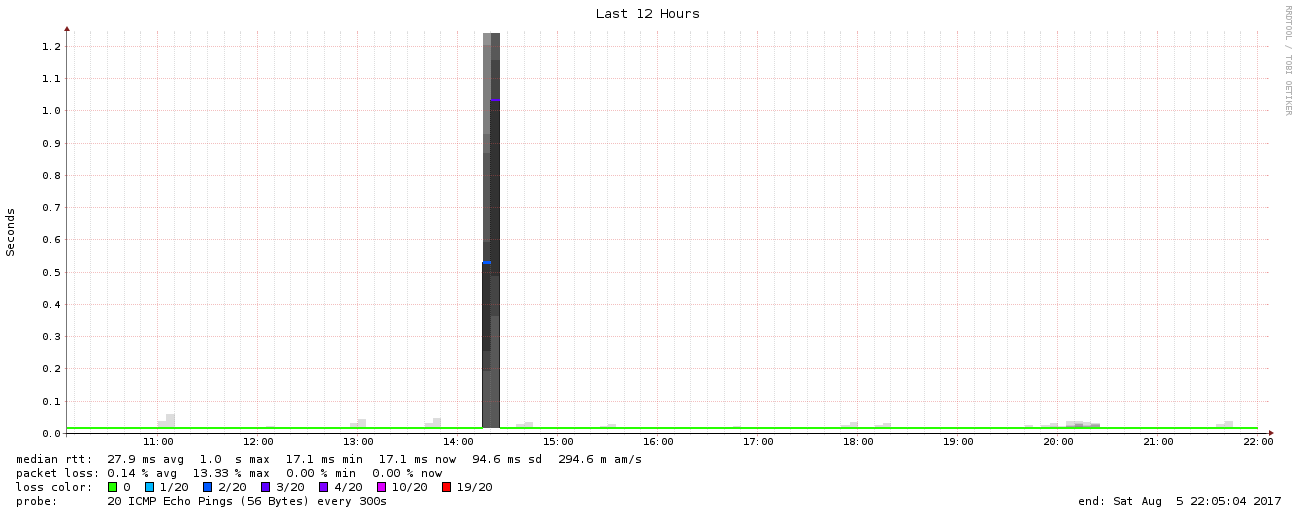 Last 12 Hours
RRDTOOL / TOBI OETIKER
Seconds
1.2
1.1
1.0
0.9
0.8
0.7
0.6
0.5
0.4
0.3
0.2
0.1
0.0
11:00 12:00 13:00 14:00 15:00 16:00 17:00 18:00 19:00 20:00 21:00 22:00
median rtt: 27.9 ms avg 1.0 s max 17.1 ms min 17.1 ms now 94.6 ms sd 294.6 m am/s
packet loss: 0.14 % avg 13.33 % max 0.00 % min 0.00 % now
loss color: 0 1/20 2/20 3/20 4/20 10/20 19/20
probe: 20 ICMP Echo Pings (56 Bytes) every 300s end: Sat Aug 5 22:05:04 2017